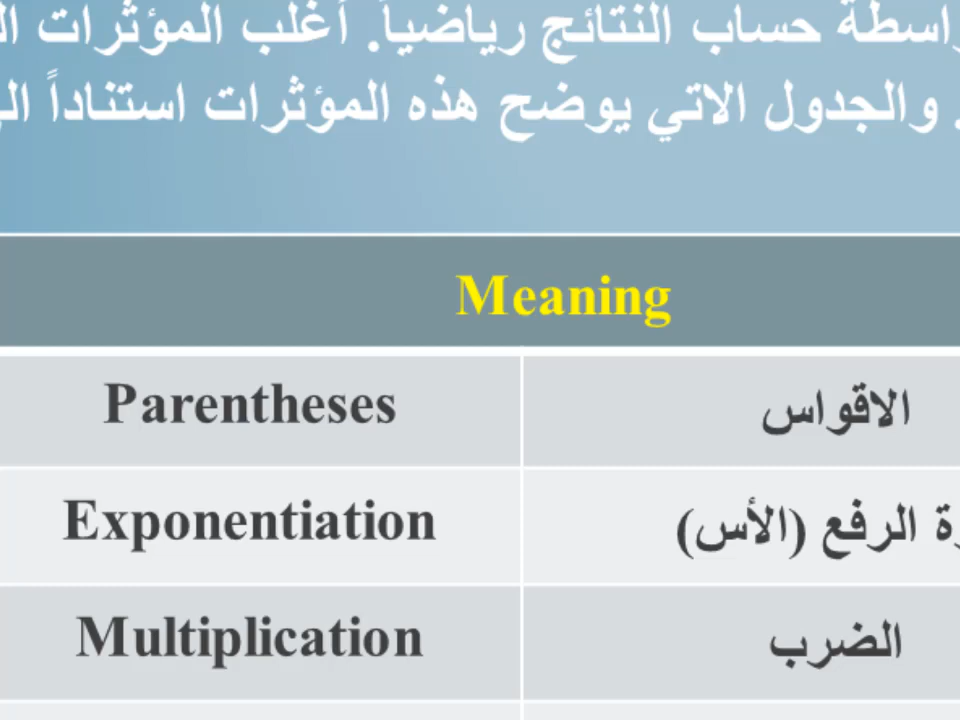 حساب النتائج رياضياً. أغلب المؤثرات
والجدول الاتي يوضح هذه المؤثرات استناداً
Meaning
Parentheses الاقواس
Exponentiation الرفع (الأس)
Multiplication الضرب